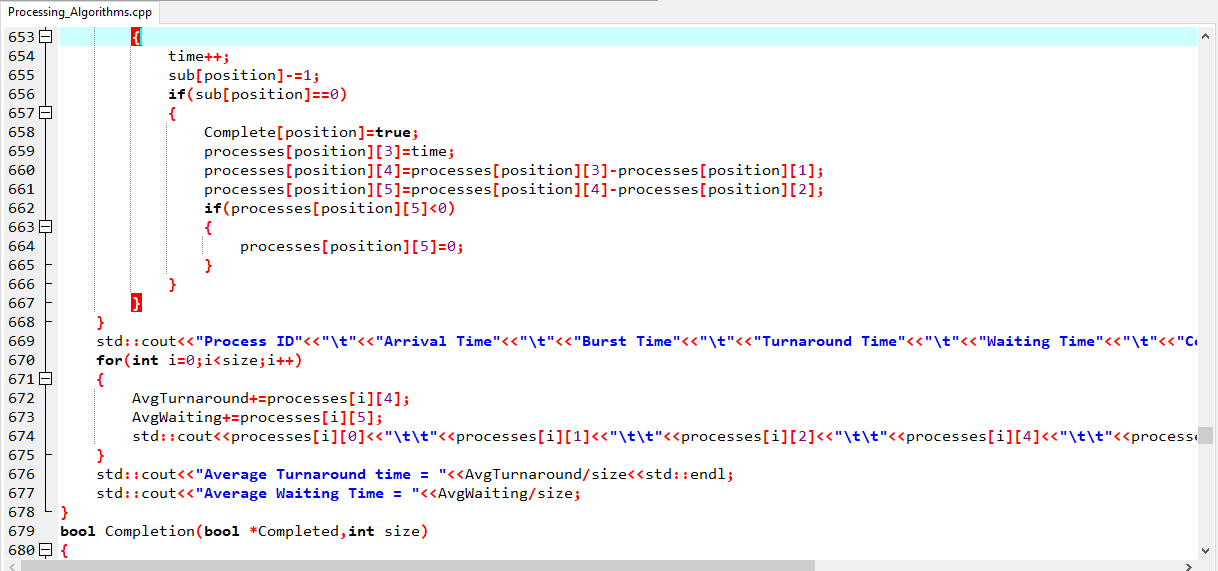 Processing_Algorithms.cpp
653 {
654 time++;
655 sub[position]-=1;
656 if(sub[position]==0)
657 {
658 Complete[position]=true;
659 processes[position][3]=time;
660 processes[position][4]=processes[position][3]-processes[position][1];
661 processes[position][5]=processes[position][4]-processes[position][2];
662 if(processes[position][5]<0)
663 {
664 processes[position][5]=0;
665 }
666 }
667 }
668 }
669 std::cout<<"Process ID"<<"\t"<<"Arrival Time"<<"\t"<<"Burst Time"<<"\t"<<"Turnaround Time"<<"\t"<<"Waiting Time"<<"\t"<<"Co
670 for(int i=0;i<size;i++)
671 {
672 AvgTurnaround+=processes[i][4];
673 AvgWaiting+=processes[i][5];
674 std::cout<<processes[i][0]<<"\t\t"<<processes[i][1]<<"\t\t"<<processes[i][2]<<"\t\t"<<processes[i][4]<<"\t\t"<<processe
675 }
676 std::cout<<"Average Turnaround time = "<<AvgTurnaround/size<<std::endl;
677 std::cout<<"Average Waiting Time = "<<AvgWaiting/size;
678 }
679 bool Completion(bool *Completed,int size)
680 {